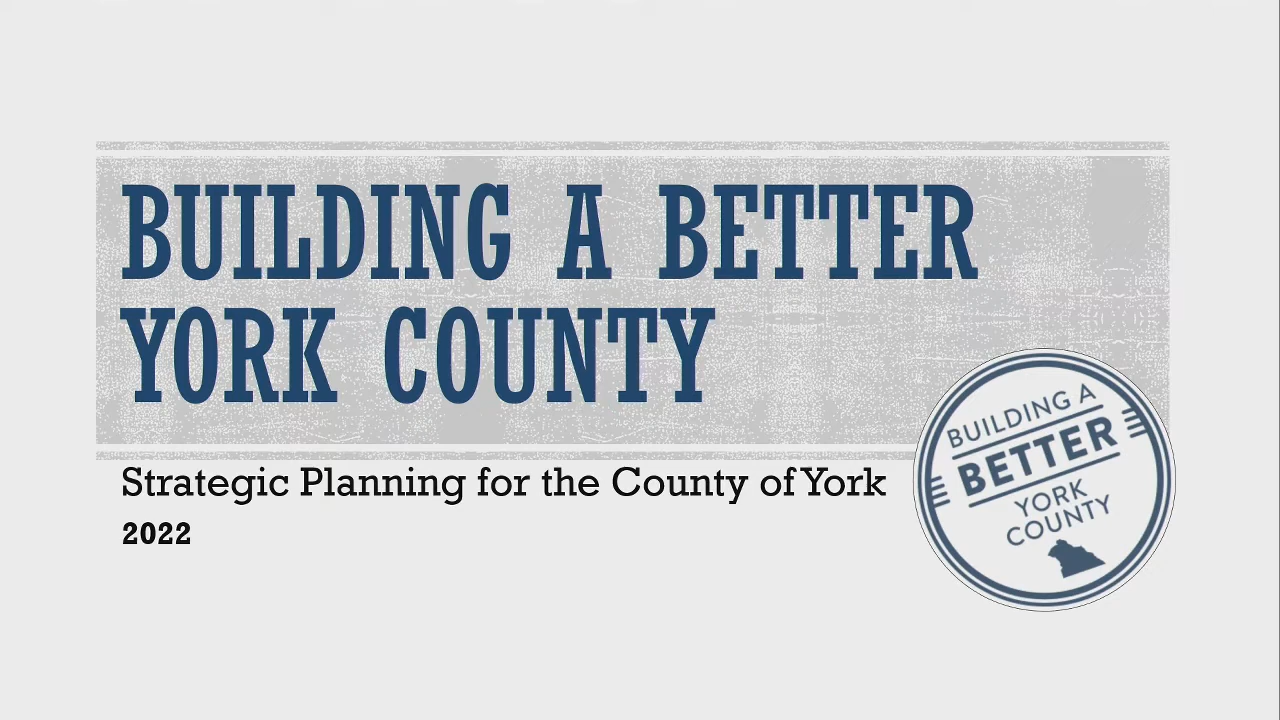 BUILDING A BETTER
YORK COUNTY
Strategic Planning for the County of York
2022
BUILDING A
BETTER
YORK
COUNTY